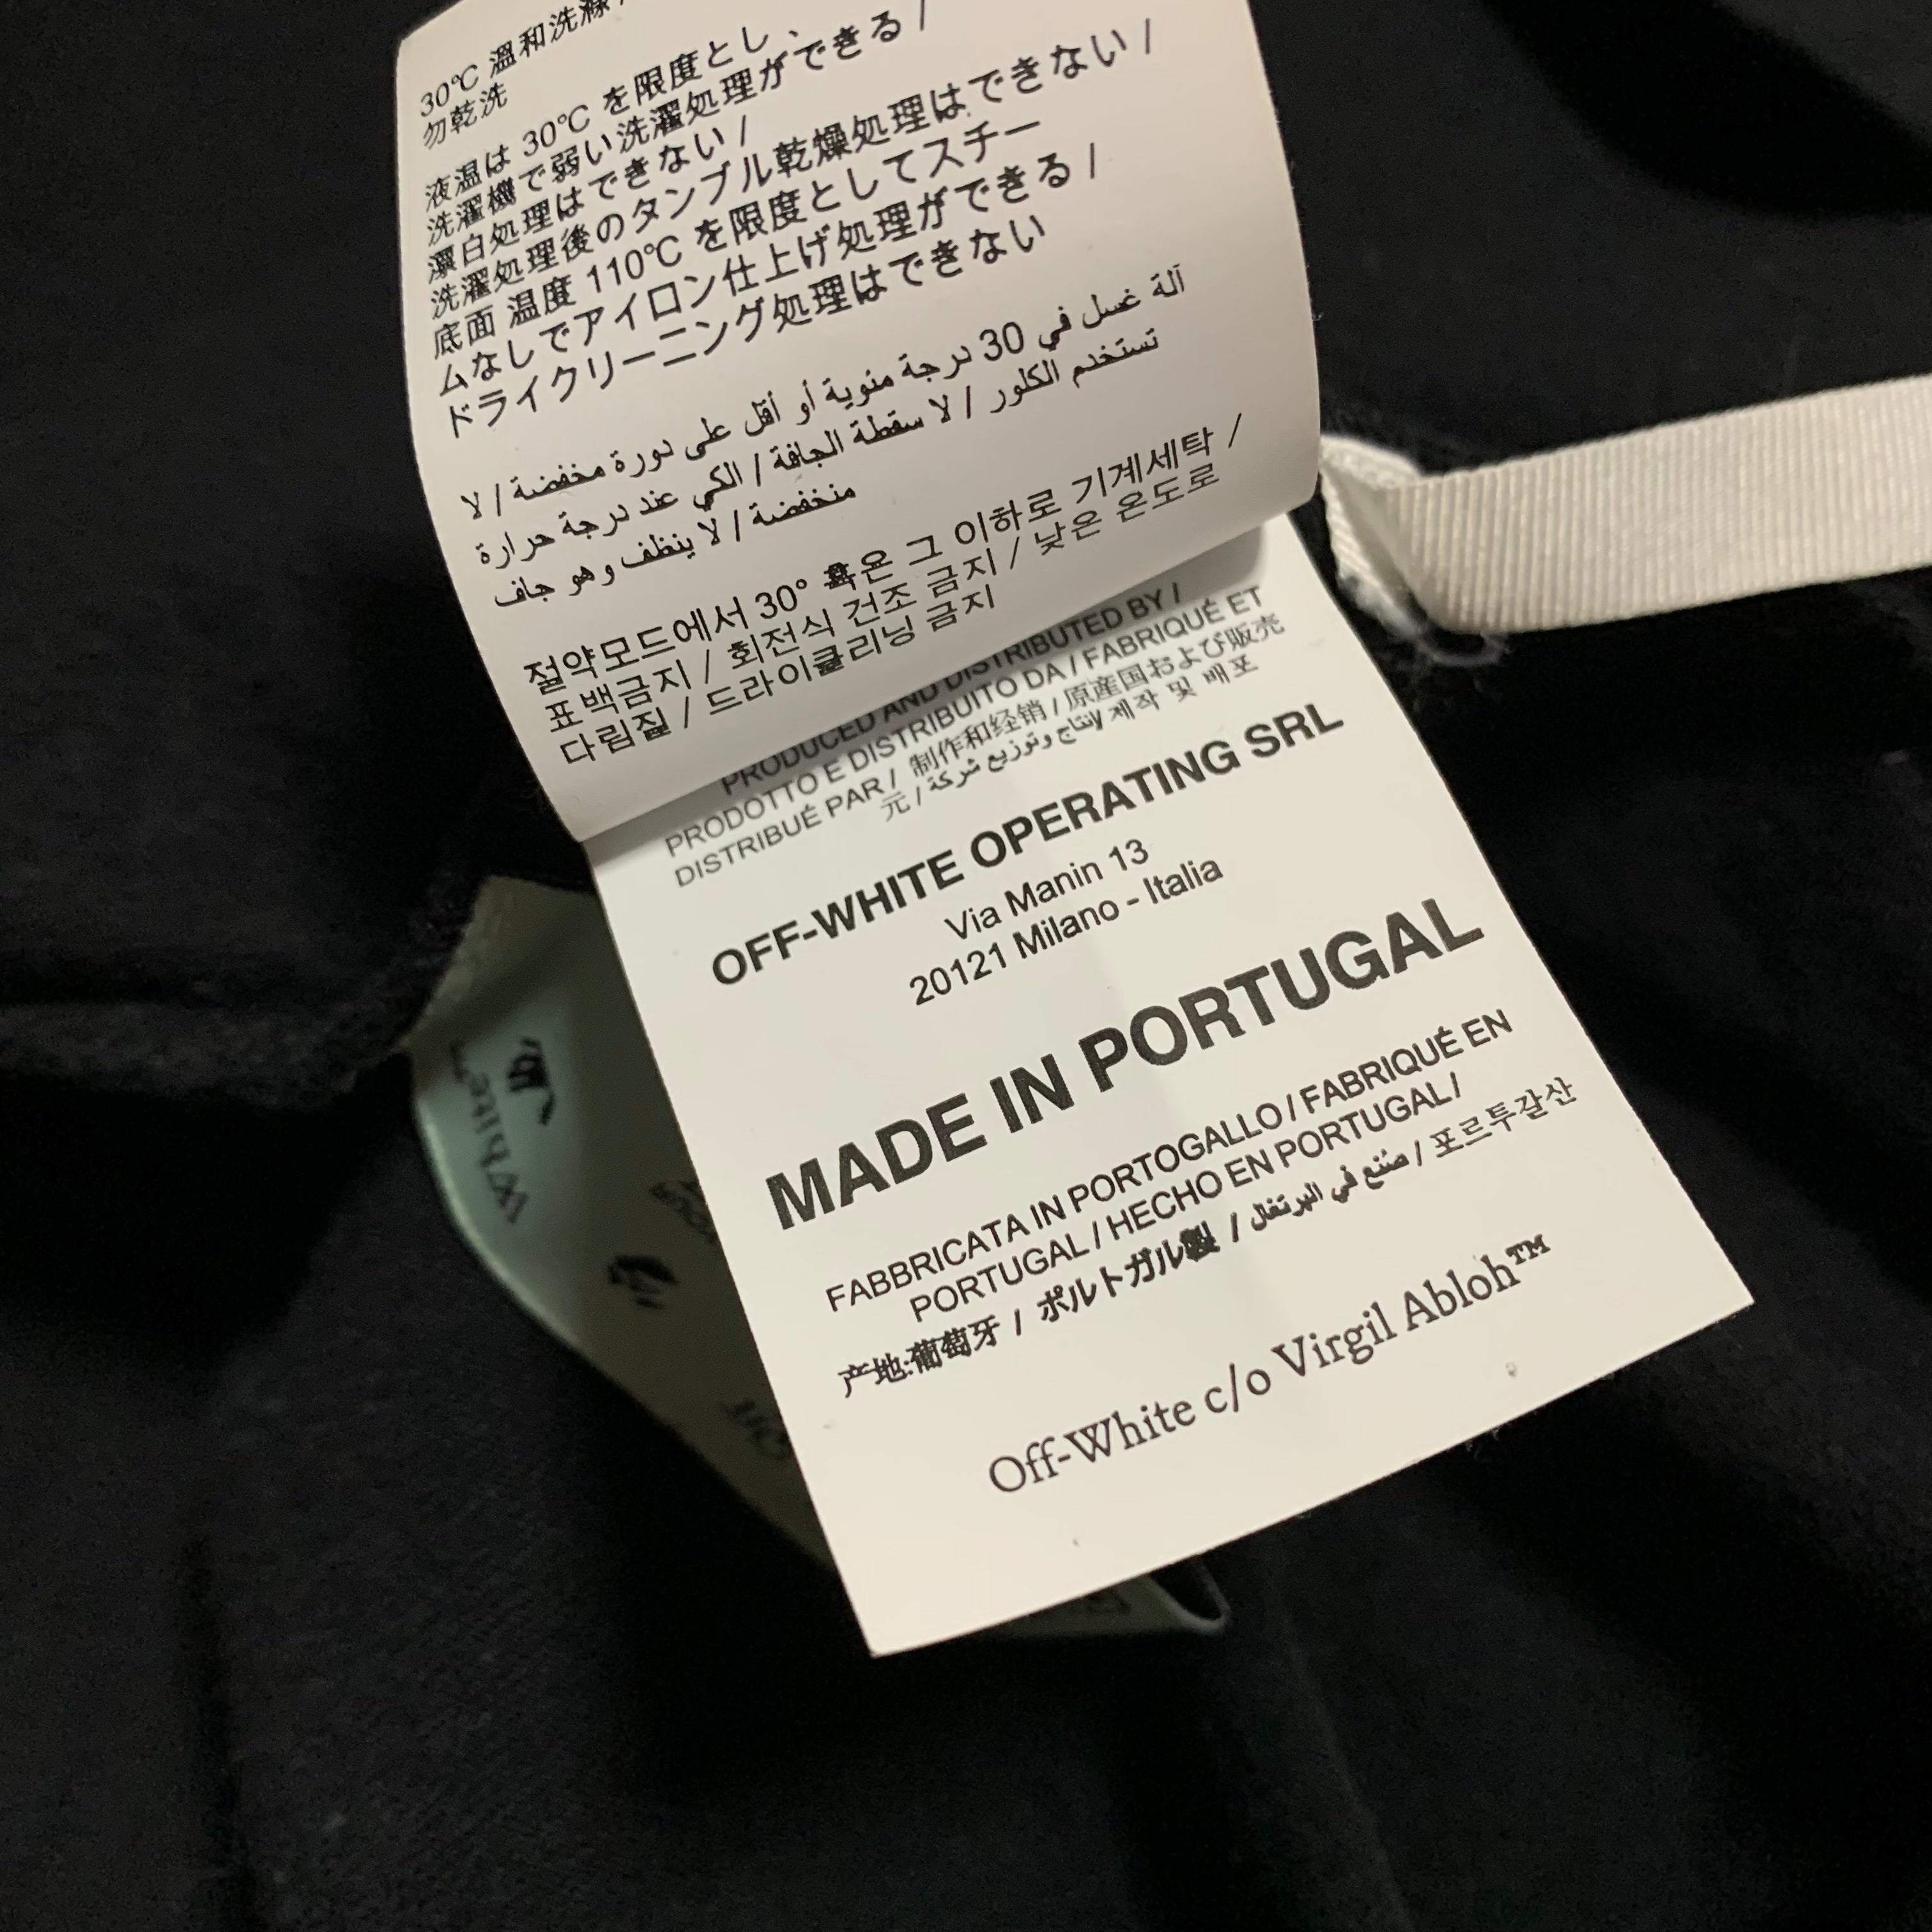 30°C 溫和洗滌 /
勿乾洗
液温は 30°C を限度とし、
洗濯機で弱い洗濯処理ができる /
漂白処理はできない /
洗濯処理後のタンブル乾燥処理はできない /
底面 温度 110°C を限度としてスチー
ムなしでアイロン仕上げ処理ができる /
ドライクリーニング処理はできない
آلة غسل في 30 درجة منوية أو أقل على دورة مخفضة / لا
تستخدم الكلور / لا سقطة الجافة / الكي عند درجة حرارة
منخفضة / لا ينظف وهو جاف
절약모드에서 30° 혹은 그 이하로 기계세탁 /
표백금지 / 회전식 건조 금지 / 낮은 온도로
다림질 / 드라이클리닝 금지
PRODUCED AND DISTRIBUTED BY /
PRODOTTO E DISTRIBUITO DA / FABRIQUÉ ET
DISTRIBUÉ PAR / 制作和经销 / 原産国および販売
元 / لإنتاج وتوزيع شركة 제작 및 배포
OFF-WHITE OPERATING SRL
Via Manin 13
20121 Milano - Italia
MADE IN PORTUGAL
FABBRICATA IN PORTOGALLO / FABRIQUÉ EN
PORTUGAL / HECHO EN PORTUGAL /
产地:葡萄牙 / ポルトガル製 / صُنع في البرتغال / 포르투갈산
Off-White c/o Virgil Abloh™
White™
Off